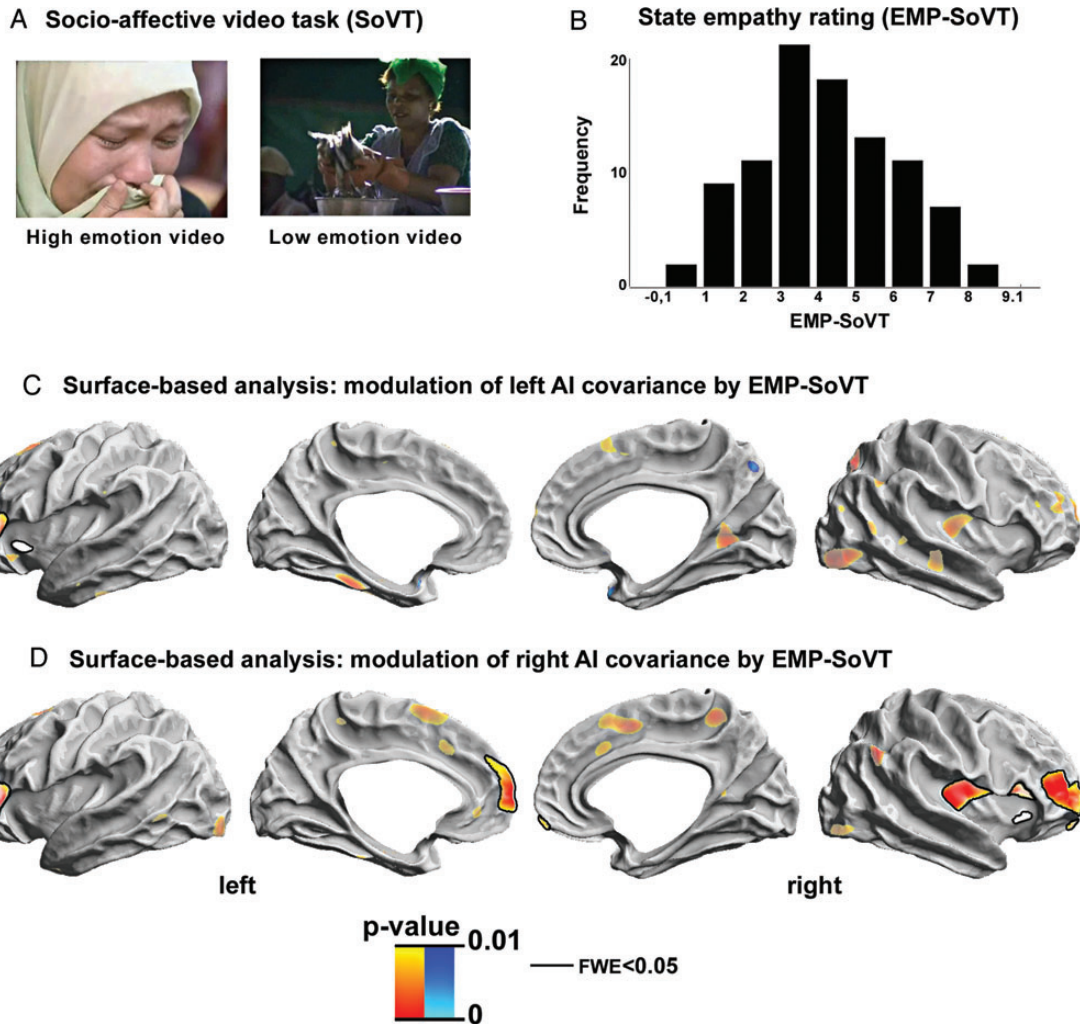 A Socio-affective video task (SoVT)
High emotion video
Low emotion video
B State empathy rating (EMP-SoVT)
Frequency
20
10
0
-0,1 1 2 3 4 5 6 7 8 9.1
EMP-SoVT
C Surface-based analysis: modulation of left AI covariance by EMP-SoVT
D Surface-based analysis: modulation of right AI covariance by EMP-SoVT
left
right
p-value
0.01
0
FWE<0.05